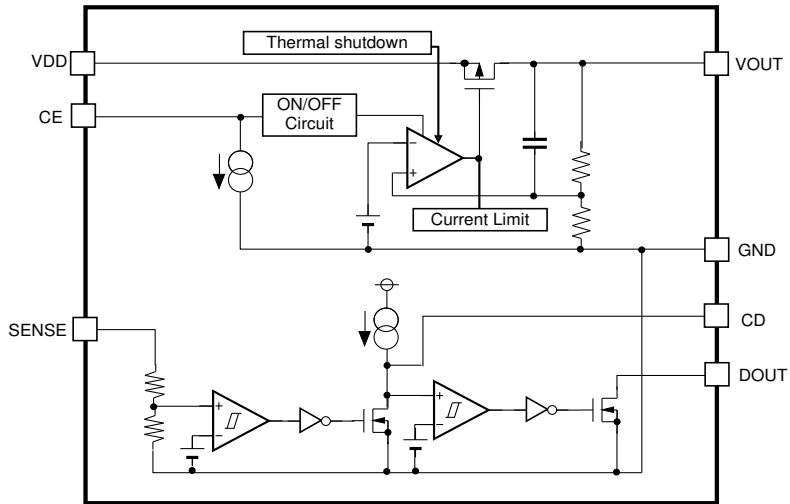 Thermal shutdown
VDD
VOUT
CE
ON/OFF
Circuit
−
+
Current Limit
GND
SENSE
CD
DOUT
+
−
+
−